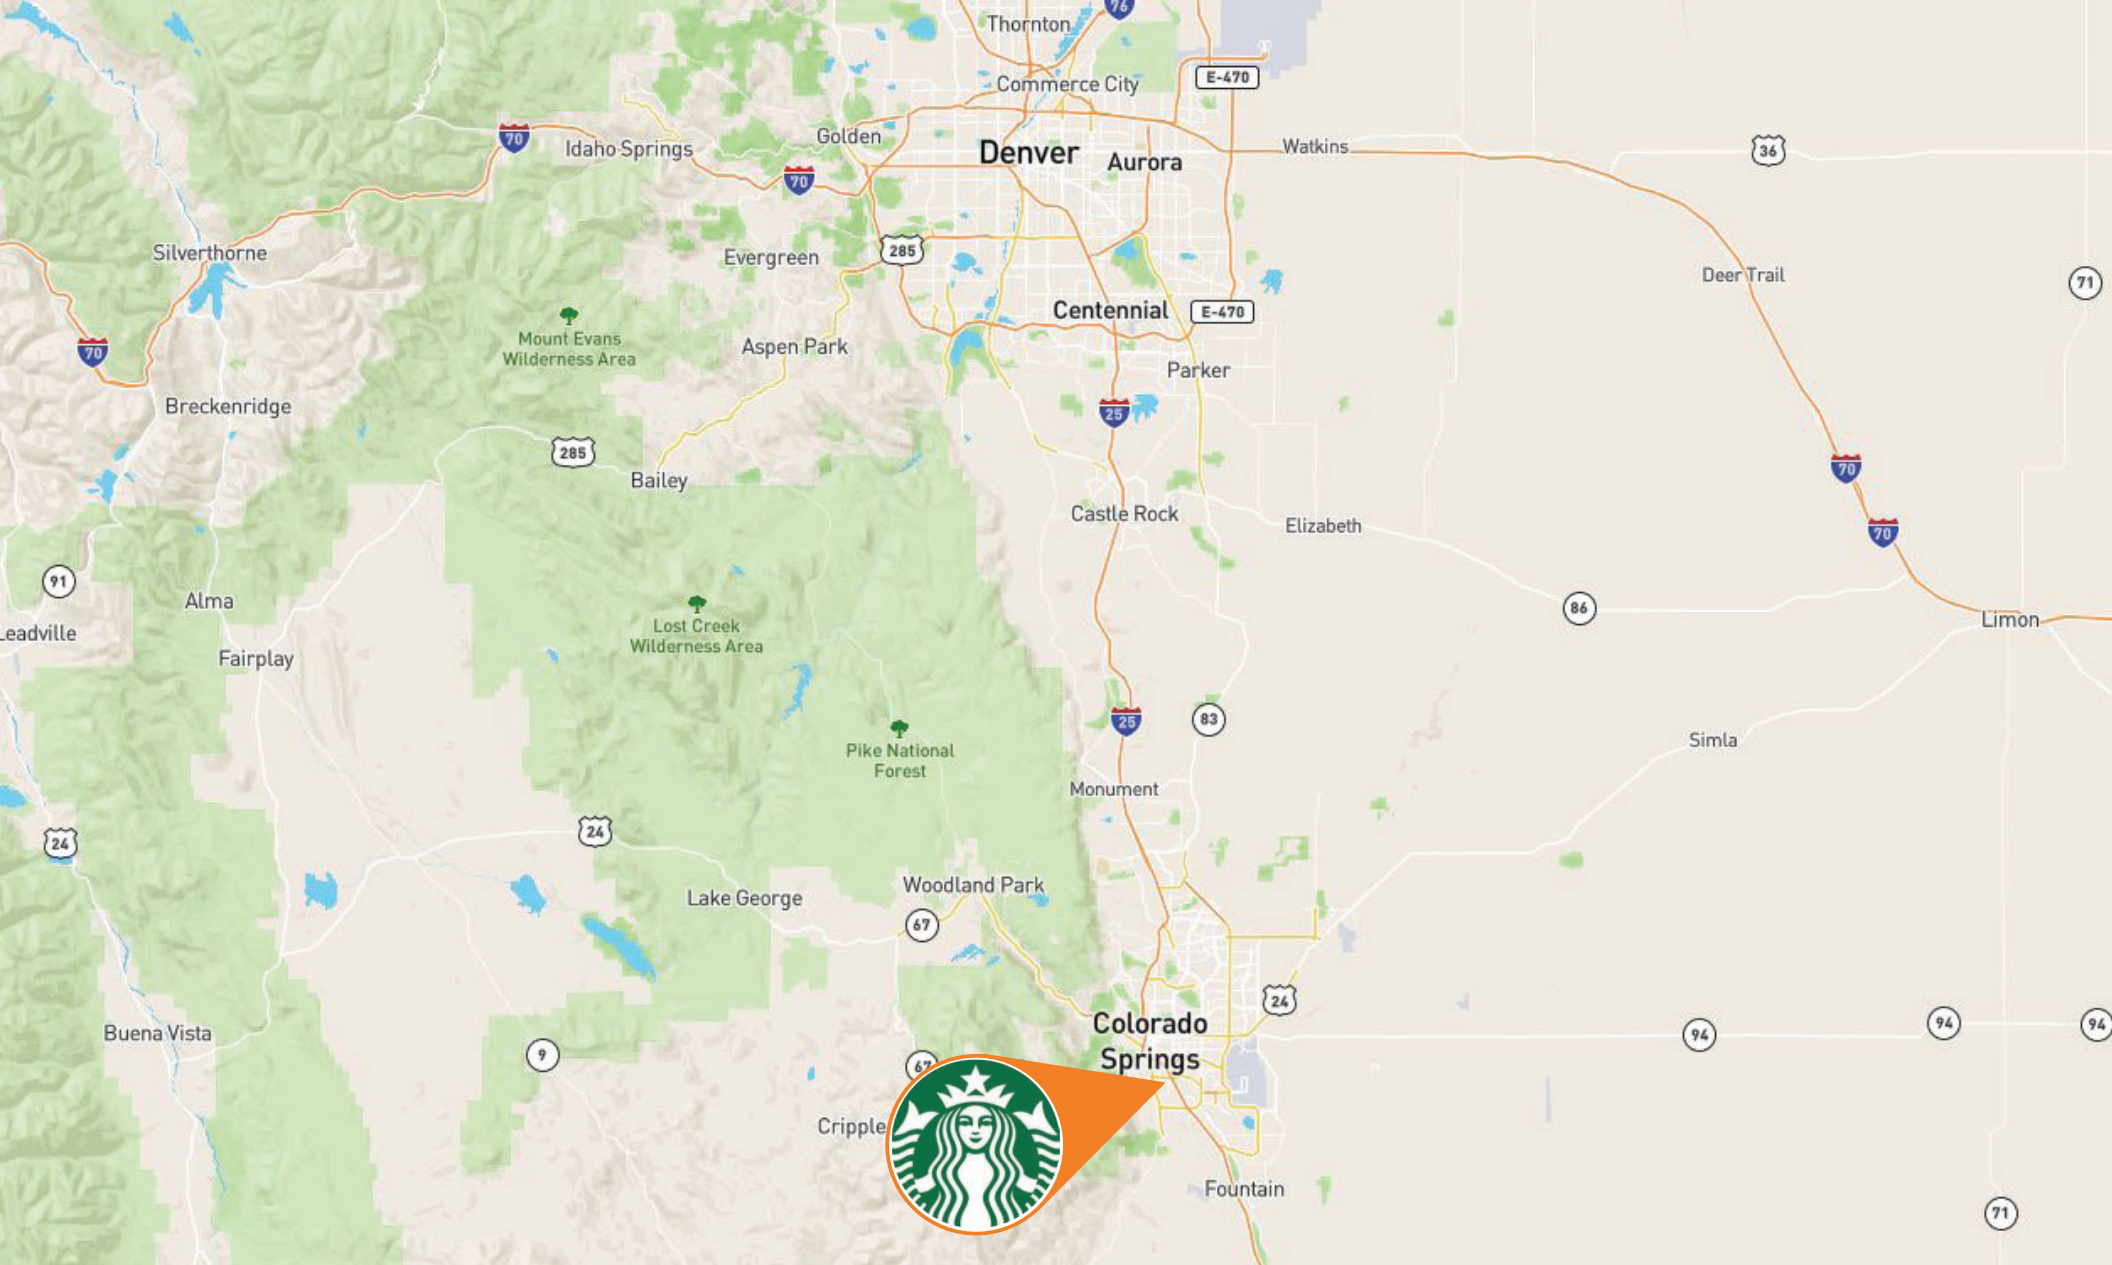 76
Thornton
Commerce City
E-470
70
Idaho Springs
Golden
Denver
Aurora
Watkins
36
70
Silverthorne
Evergreen
285
Deer Trail
71
Centennial
E-470
Mount Evans
Wilderness Area
Aspen Park
70
Parker
Breckenridge
25
285
Bailey
70
Castle Rock
Elizabeth
70
91
Alma
86
Limon
Leadville
Lost Creek
Wilderness Area
Fairplay
25
83
Simla
Pike National
Forest
Monument
24
24
Lake George
Woodland Park
67
24
Colorado
Springs
Buena Vista
9
94
94
94
67
Cripple
Fountain
71